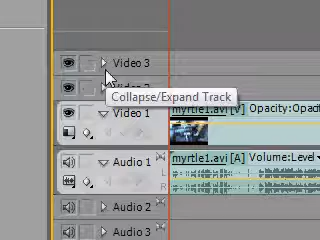 Video 3
Collapse/Expand Track
Video 1
myrtle1.avi [V] Opacity:Opa
Audio 1
myrtle1.avi [A] Volume:Level
L
R
Audio 2
Audio 3